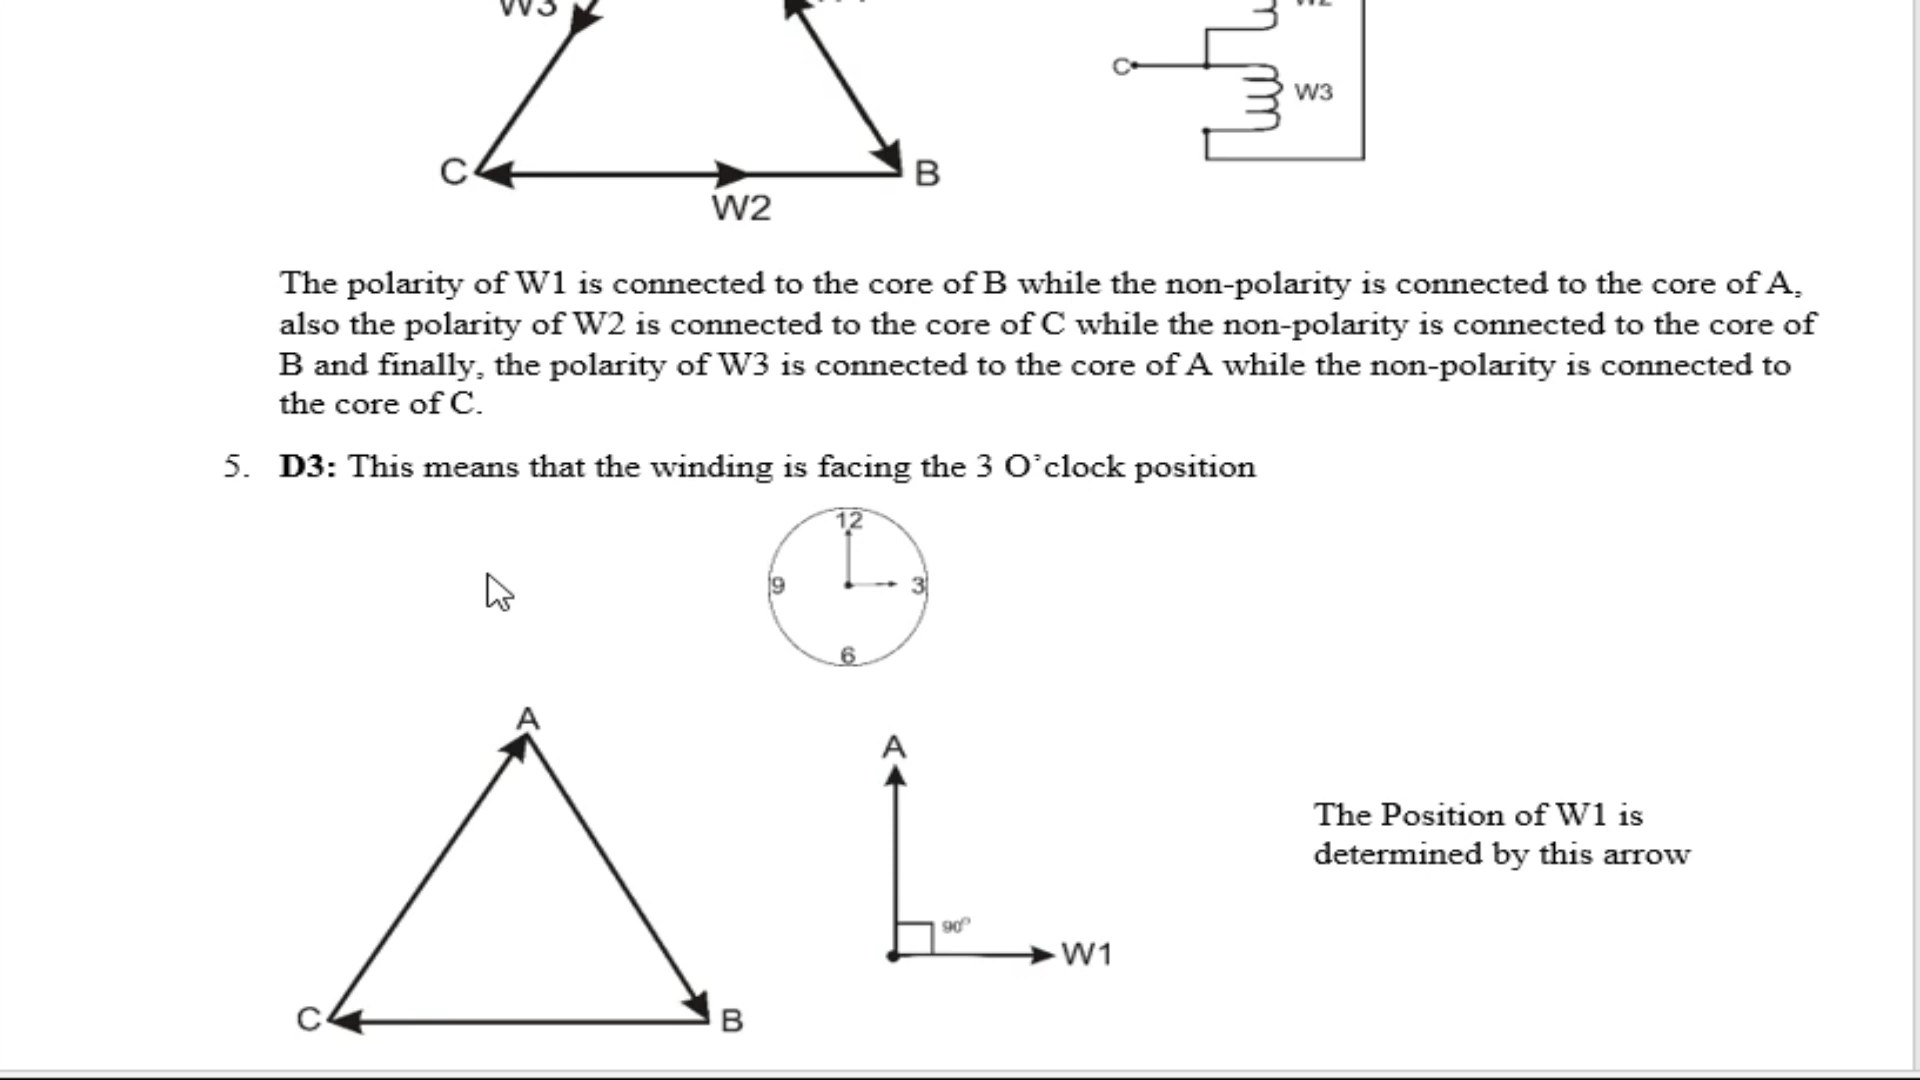 W3
C
W3
C
B
W2
The polarity of W1 is connected to the core of B while the non-polarity is connected to the core of A,
also the polarity of W2 is connected to the core of C while the non-polarity is connected to the core of
B and finally, the polarity of W3 is connected to the core of A while the non-polarity is connected to
the core of C.
5. D3: This means that the winding is facing the 3 O'clock position
12
9
3
6
A
A
The Position of W1 is
determined by this arrow
90°
W1
C
B